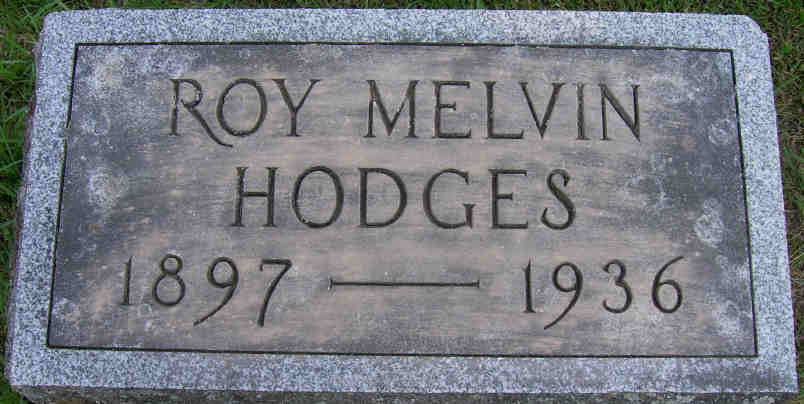 ROY MELVIN
HODGES
1897 — 1936